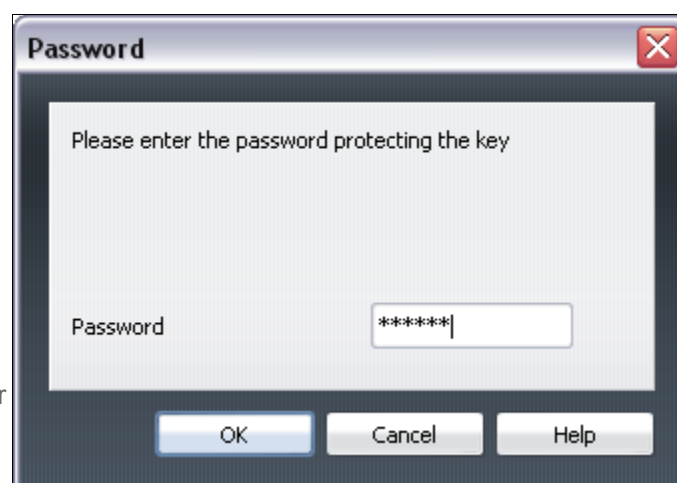 Password
Please enter the password protecting the key
Password ******
r
OK Cancel Help